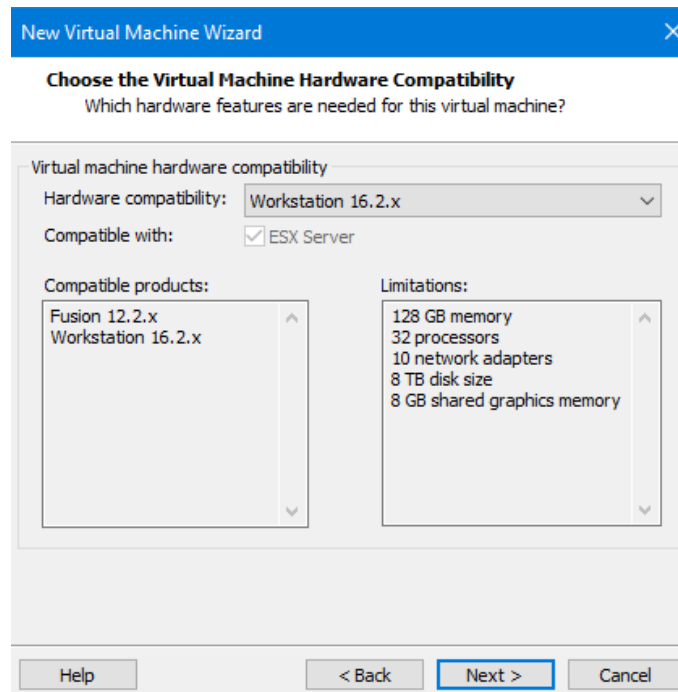 New Virtual Machine Wizard
Choose the Virtual Machine Hardware Compatibility
Which hardware features are needed for this virtual machine?
Virtual machine hardware compatibility
Hardware compatibility: Workstation 16.2.x
Compatible with: ESX Server
Compatible products:
Fusion 12.2.x
Workstation 16.2.x
Limitations:
128 GB memory
32 processors
10 network adapters
8 TB disk size
8 GB shared graphics memory
Help < Back Next > Cancel